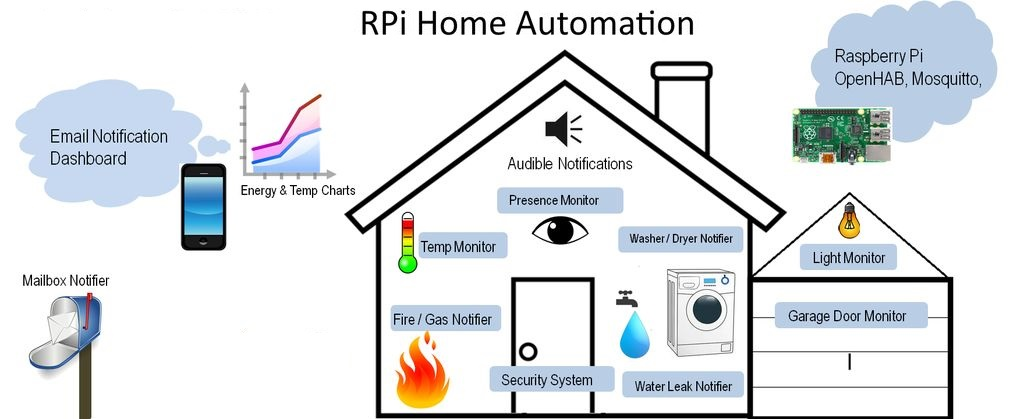 RPi Home Automation
Raspberry Pi
OpenHAB, Mosquitto,
Email Notification
Dashboard
Energy & Temp Charts
Audible Notifications
Presence Monitor
Temp Monitor
Washer / Dryer Notifier
Light Monitor
Mailbox Notifier
Fire / Gas Notifier
Garage Door Monitor
Security System
Water Leak Notifier